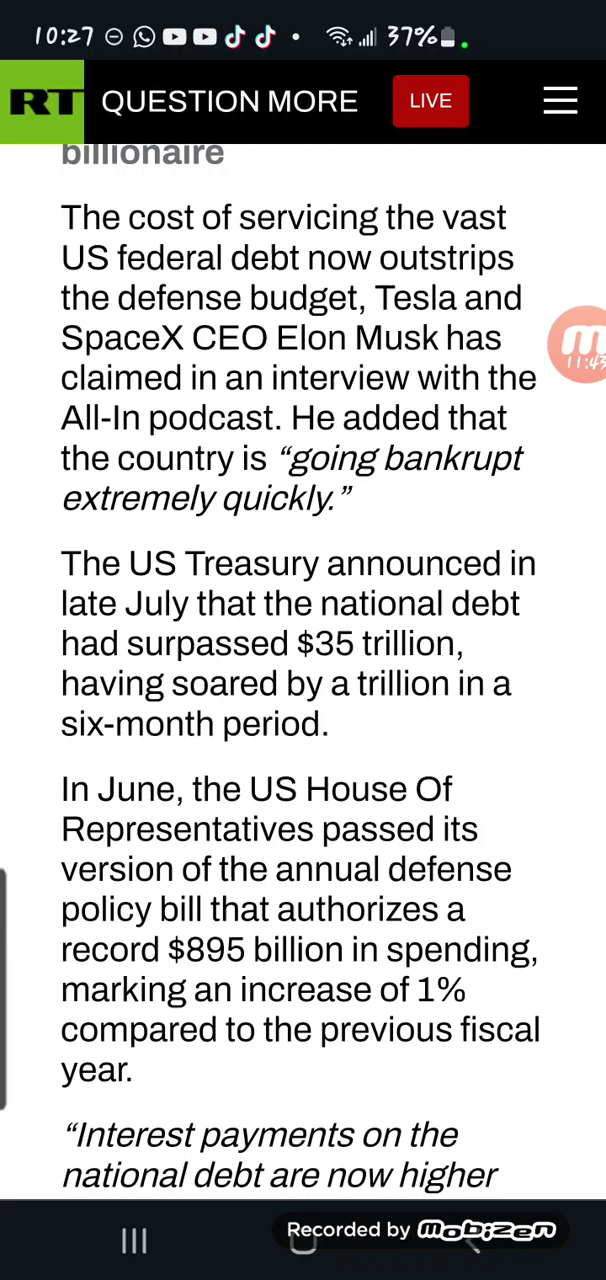 10:27 37%
RT QUESTION MORE LIVE
billionaire
The cost of servicing the vast
US federal debt now outstrips
the defense budget, Tesla and
SpaceX CEO Elon Musk has
claimed in an interview with the
All-In podcast. He added that
the country is “going bankrupt
extremely quickly.”
The US Treasury announced in
late July that the national debt
had surpassed $35 trillion,
having soared by a trillion in a
six-month period.
In June, the US House Of
Representatives passed its
version of the annual defense
policy bill that authorizes a
record $895 billion in spending,
marking an increase of 1%
compared to the previous fiscal
year.
“Interest payments on the
national debt are now higher
Recorded by mobizen